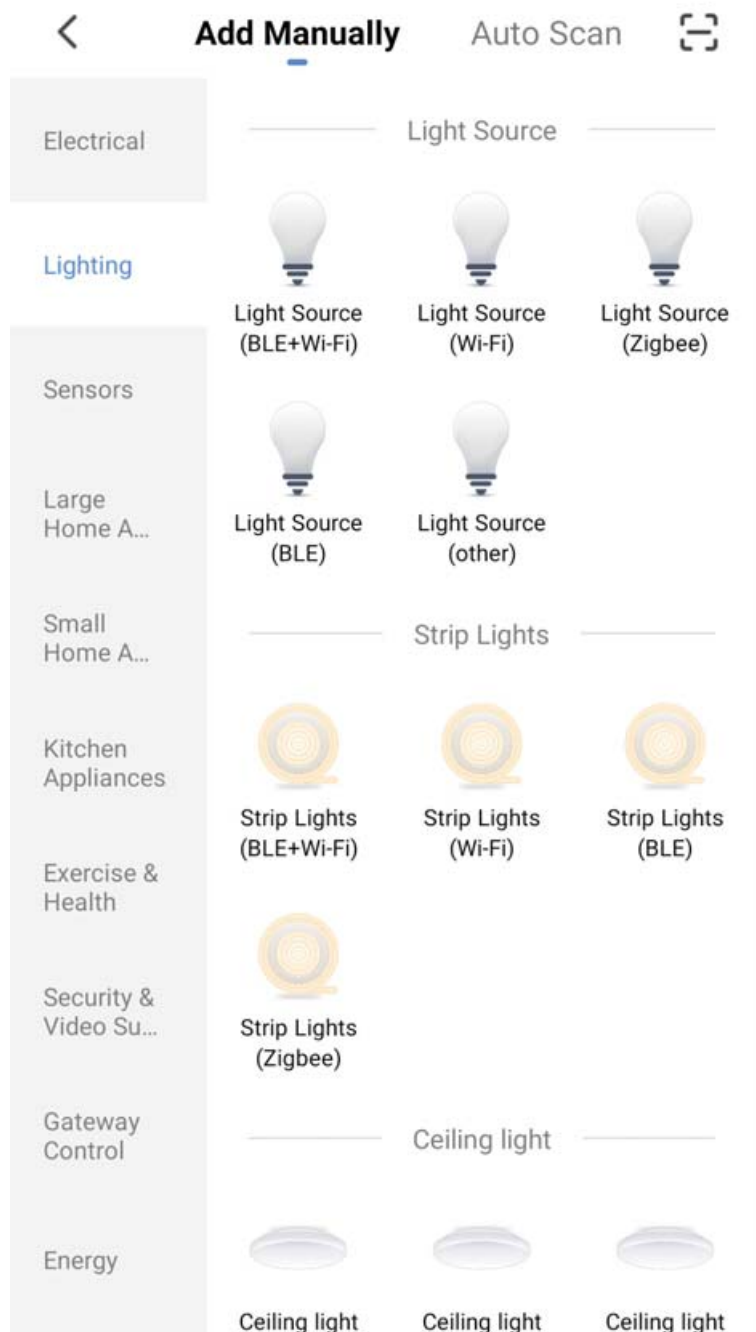 Add Manually Auto Scan
Electrical
Lighting
Sensors
Large
Home A...
Small
Home A...
Kitchen
Appliances
Exercise &
Health
Security &
Video Su...
Gateway
Control
Energy
Light Source
Light Source
(BLE+Wi-Fi)
Light Source
(Wi-Fi)
Light Source
(Zigbee)
Light Source
(BLE)
Light Source
(other)
Strip Lights
Strip Lights
(BLE+Wi-Fi)
Strip Lights
(Wi-Fi)
Strip Lights
(BLE)
Strip Lights
(Zigbee)
Ceiling light
Ceiling light
Ceiling light
Ceiling light